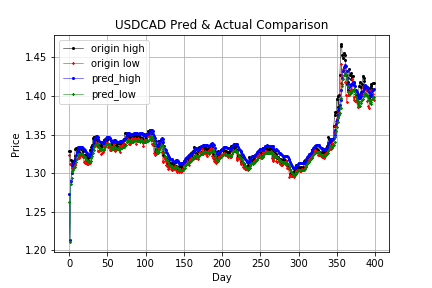 USDCAD Pred & Actual Comparison
origin high
origin low
pred_high
pred_low
1.45
1.40
1.35
1.30
1.25
1.20
Price
0 50 100 150 200 250 300 350 400
Day